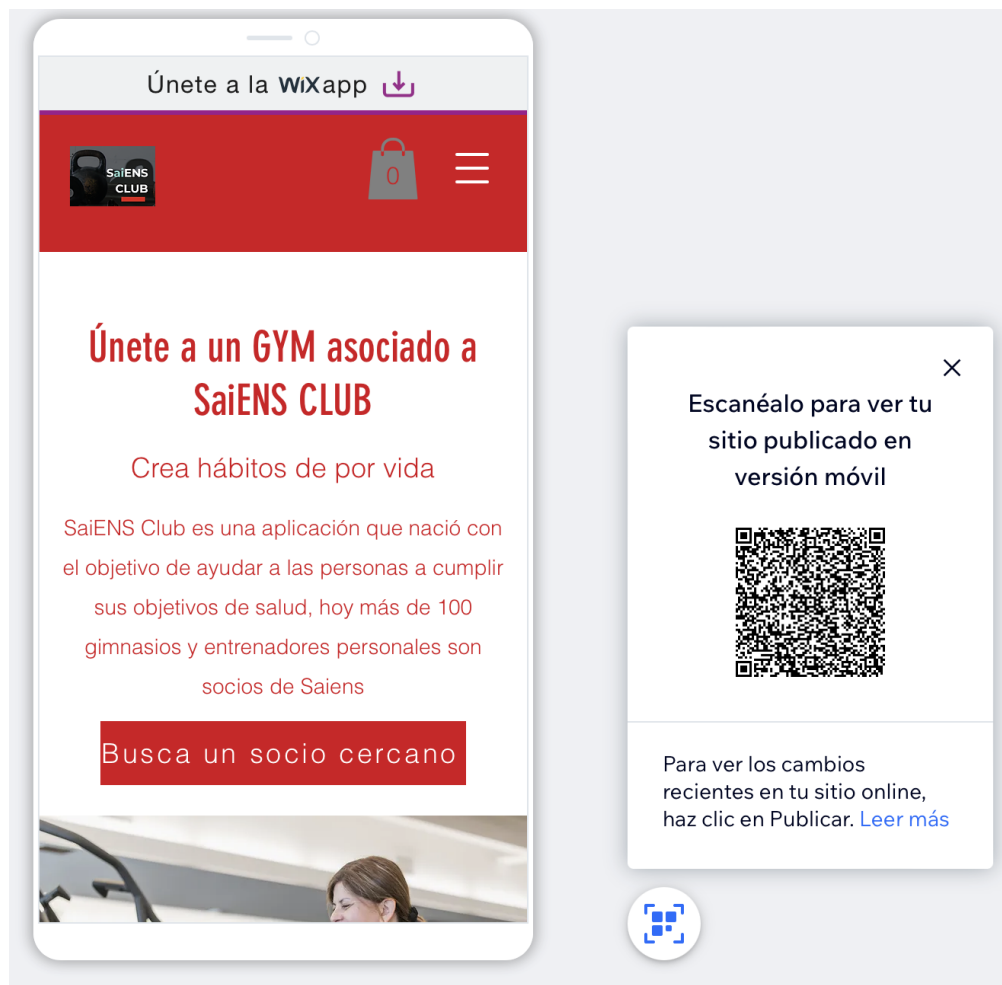 Únete a la WiX app
SaiENS
CLUB
0
Únete a un GYM asociado a
SaiENS CLUB
Crea hábitos de por vida
SaiENS Club es una aplicación que nació con
el objetivo de ayudar a las personas a cumplir
sus objetivos de salud, hoy más de 100
gimnasios y entrenadores personales son
socios de Saiens
Busca un socio cercano
Escanéalo para ver tu
sitio publicado en
versión móvil
Para ver los cambios
recientes en tu sitio online,
haz clic en Publicar. Leer más